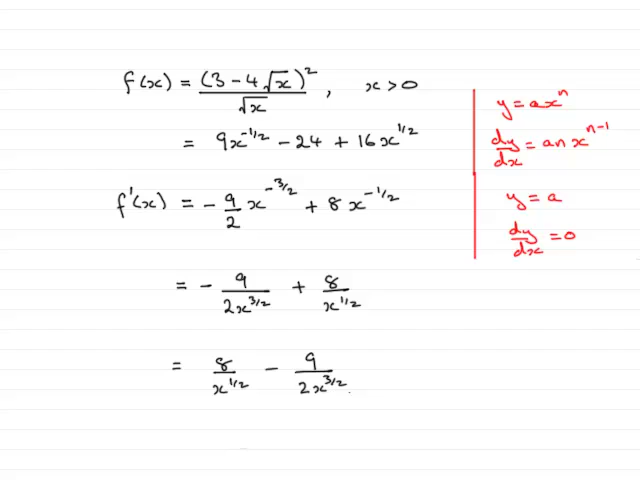 f(x) = (3 - 4√x)² / √x , x > 0
= 9x^(-1/2) - 24 + 16x^(1/2)
f'(x) = - 9/2 x^(-3/2) + 8x^(-1/2)
= - 9/(2x^(3/2)) + 8/x^(1/2)
= 8/x^(1/2) - 9/(2x^(3/2)).
y = ax^n
dy/dx = anx^(n-1)
y = a
dy/dx = 0